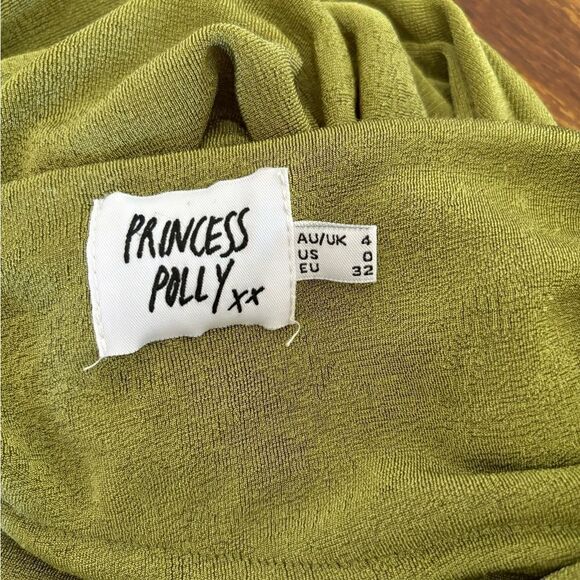 PRINCESS
POLLY xx
AU/UK 4
US 0
EU 32